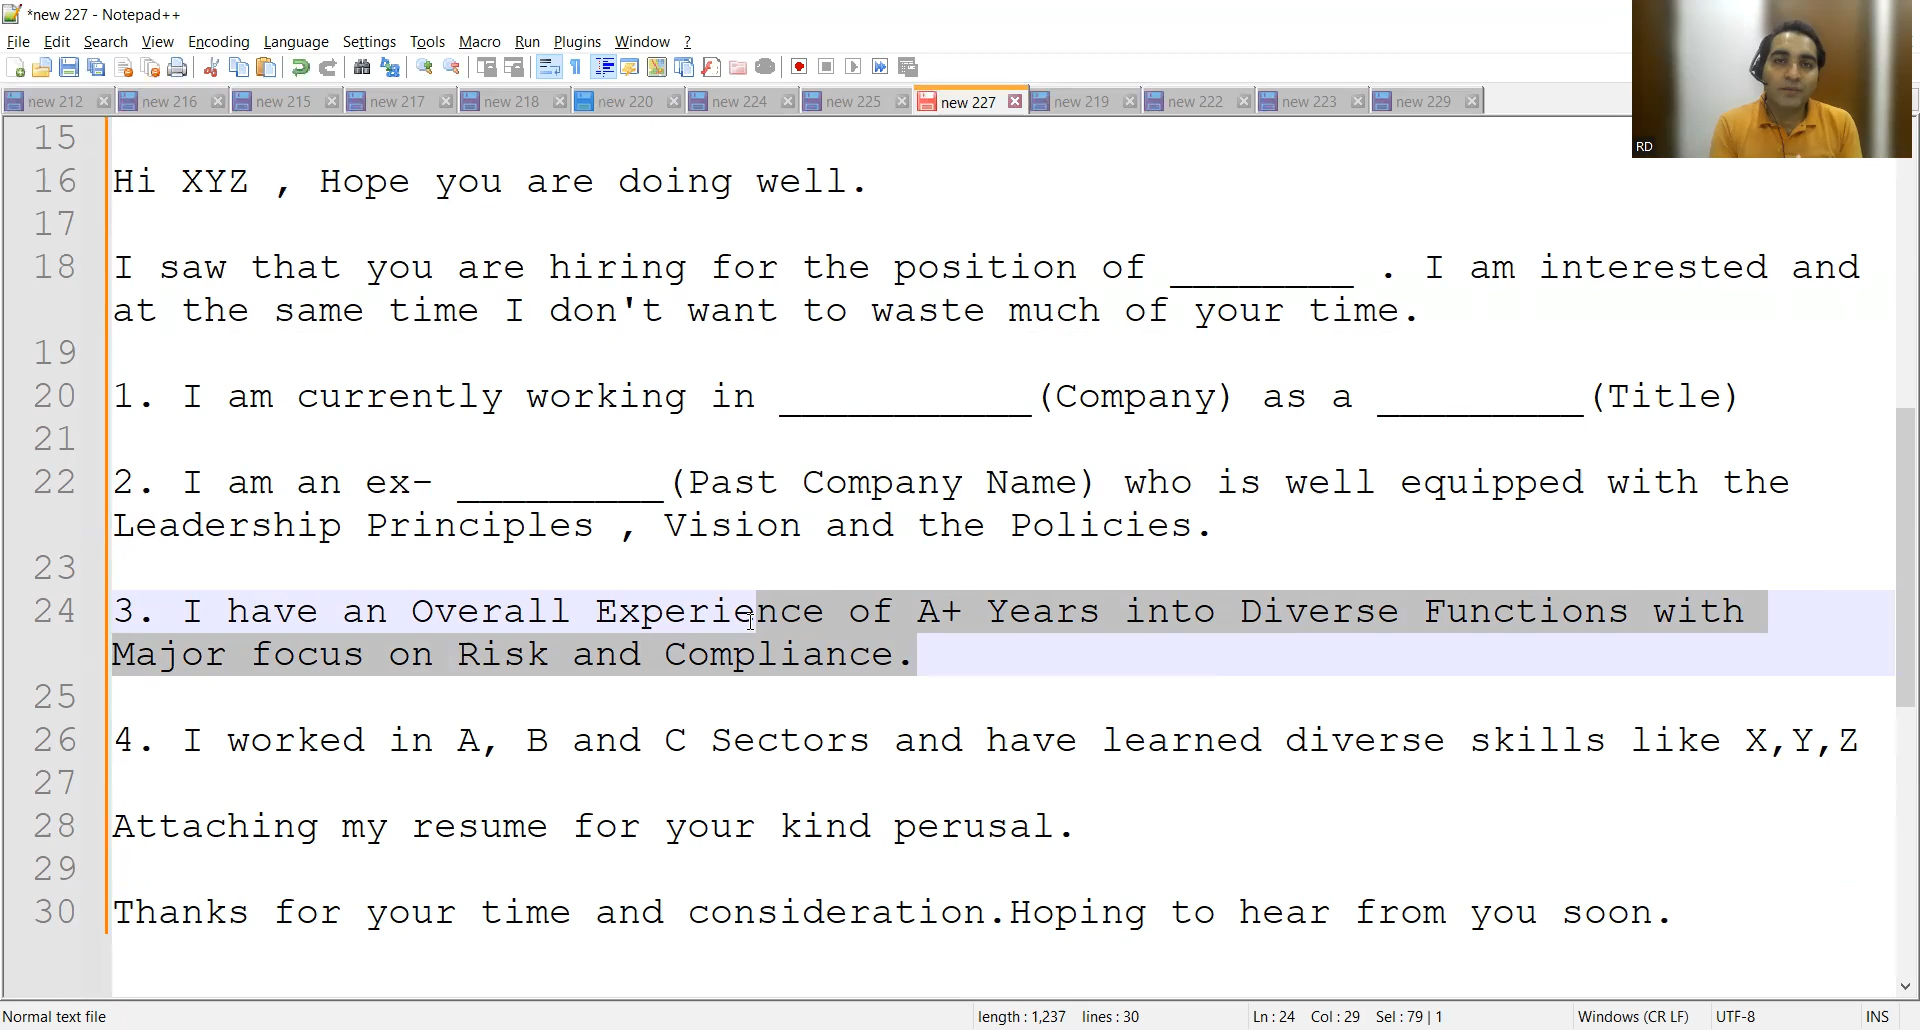 *new 227 - Notepad++
File Edit Search View Encoding Language Settings Tools Macro Run Plugins Window ?
new 212 new 216 new 215 new 217 new 218 new 220 new 224 new 225 new 227 new 219 new 222 new 223 new 229
RD
15
16 Hi XYZ , Hope you are doing well.
17
18 I saw that you are hiring for the position of _________ . I am interested and
at the same time I don't want to waste much of your time.
19
20 1. I am currently working in ___________(Company) as a _________(Title)
21
22 2. I am an ex- _________(Past Company Name) who is well equipped with the
Leadership Principles , Vision and the Policies.
23
24 3. I have an Overall Experience of A+ Years into Diverse Functions with
Major focus on Risk and Compliance.
25
26 4. I worked in A, B and C Sectors and have learned diverse skills like X,Y,Z
27
28 Attaching my resume for your kind perusal.
29
30 Thanks for your time and consideration.Hoping to hear from you soon.
Normal text file length : 1,237 lines : 30 Ln : 24 Col : 29 Sel : 79 | 1 Windows (CR LF) UTF-8 INS